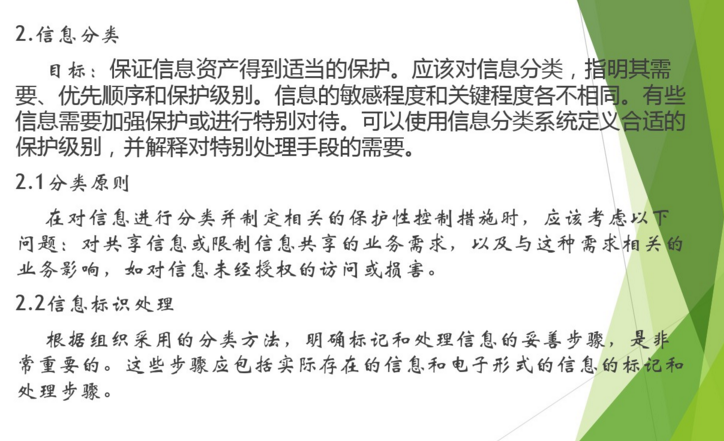 2.信息分类
目标：保证信息资产得到适当的保护。应该对信息分类，指明其需
要、优先顺序和保护级别。信息的敏感程度和关键程度各不相同。有些
信息需要加强保护或进行特别对待。可以使用信息分类系统定义合适的
保护级别，并解释对特别处理手段的需要。
2.1分类原则
在对信息进行分类并制定相关的保护性控制措施时，应该考虑以下
问题：对共享信息或限制信息共享的业务需求，以及与这种需求相关的
业务影响，如对信息未经授权的访问或损害。
2.2信息标识处理
根据组织采用的分类方法，明确标记和处理信息的妥善步骤，是非
常重要的。这些步骤应包括实际存在的信息和电子形式的信息的标记和
处理步骤。